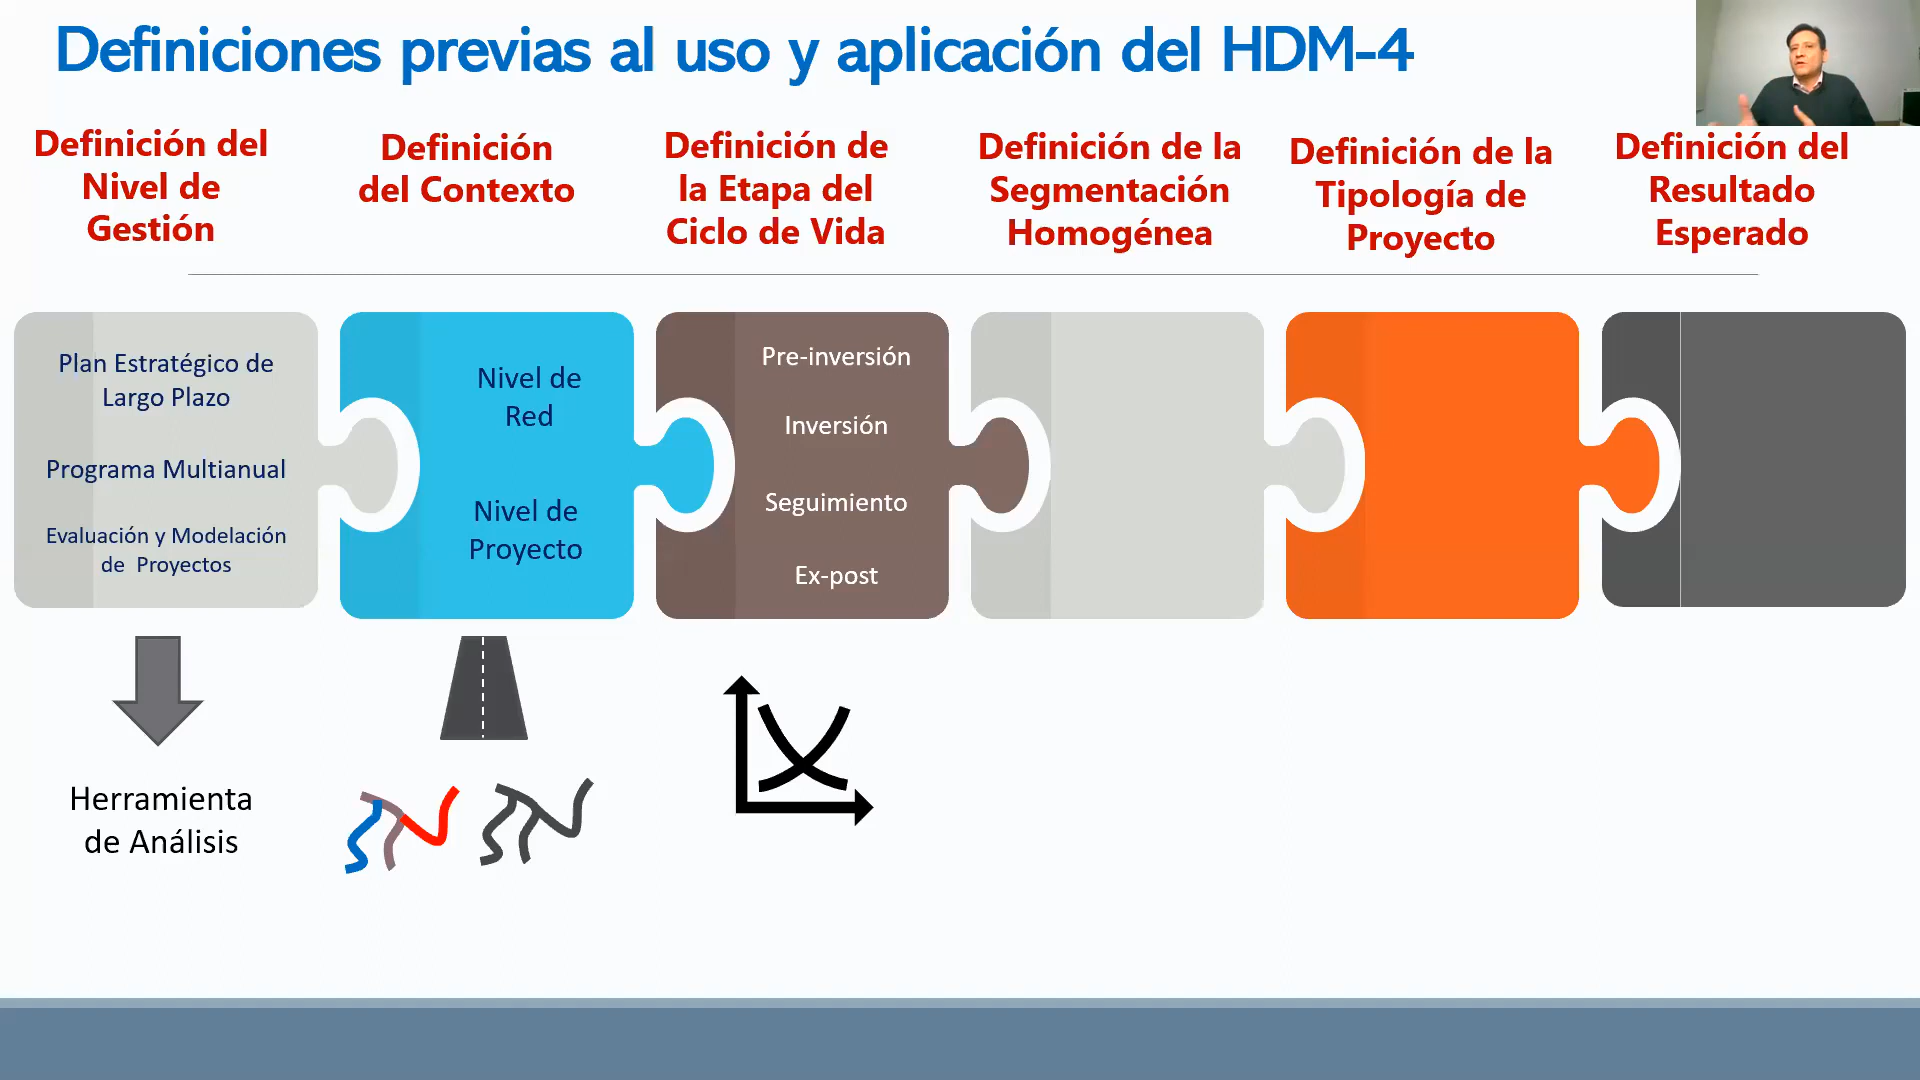 Definiciones previas al uso y aplicación del HDM-4
Definición del
Nivel de
Gestión
Definición
del Contexto
Definición de
la Etapa del
Ciclo de Vida
Definición de la
Segmentación
Homogénea
Definición de la
Tipología de
Proyecto
Definición del
Resultado
Esperado
Plan Estratégico de
Largo Plazo
Programa Multianual
Evaluación y Modelación
de Proyectos
Nivel de
Red
Nivel de
Proyecto
Pre-inversión
Inversión
Seguimiento
Ex-post
Herramienta
de Análisis